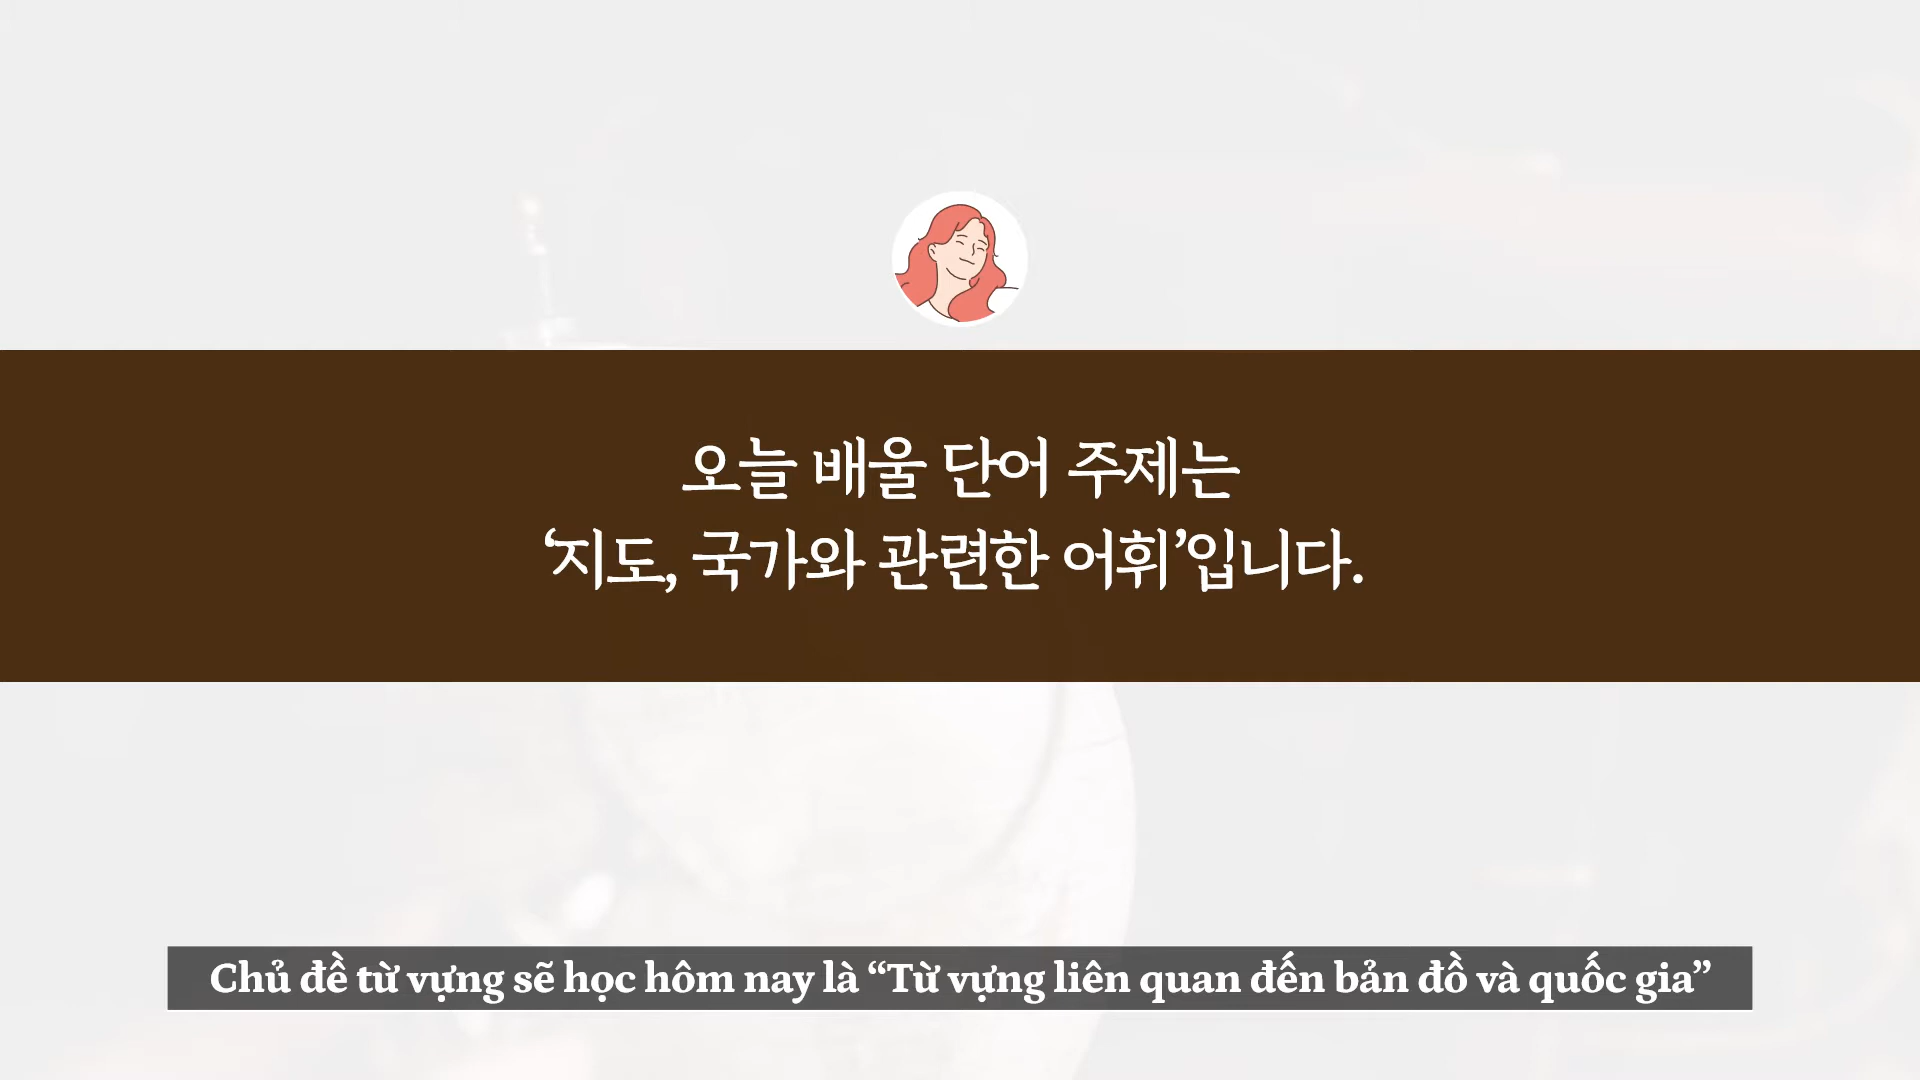 오늘 배울 단어 주제는
‘지도, 국가와 관련한 어휘’입니다.
Chủ đề từ vựng sẽ học hôm nay là “Từ vựng liên quan đến bản đồ và quốc gia”